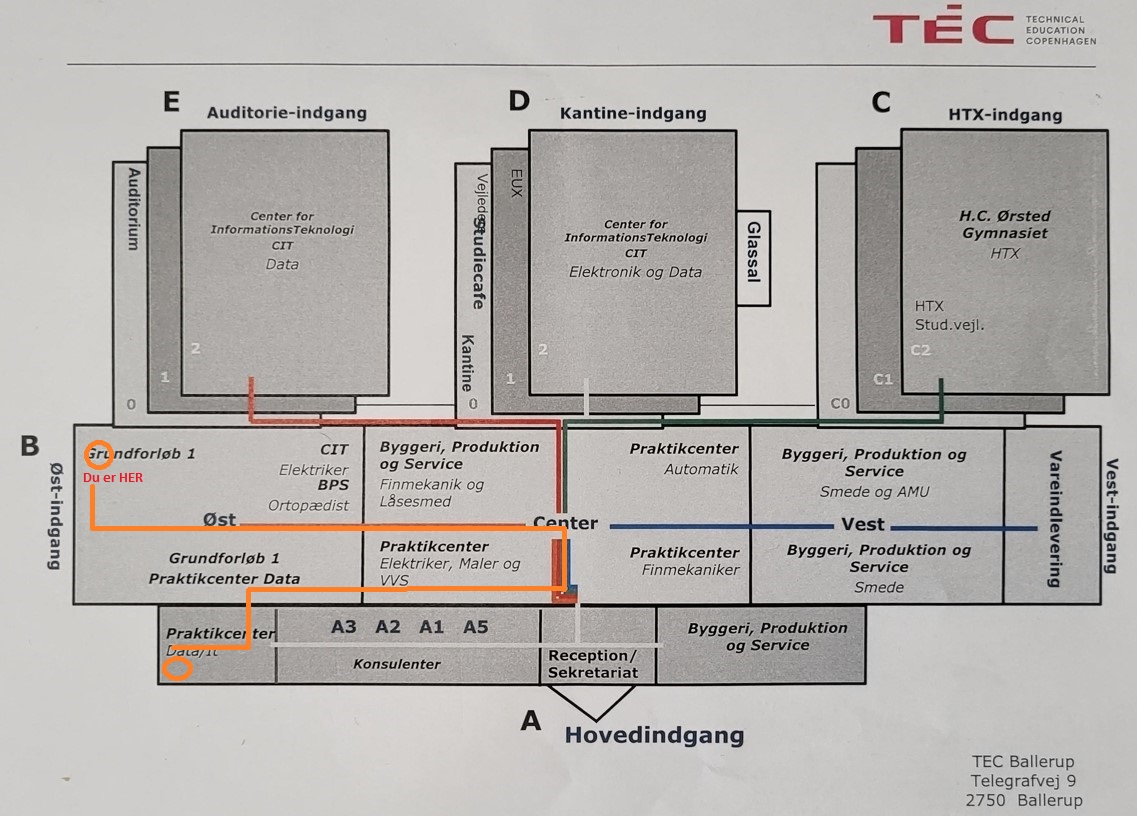 TEC
TECHNICAL
EDUCATION
COPENHAGEN
E
Auditorie-indgang
D
Kantine-indgang
C
HTX-indgang
Auditorium
Center for
InformationsTeknologi
CIT
Data
2
1
0
EUX
Studiecafe
Kantine
Center for
InformationsTeknologi
CIT
Elektronik og Data
2
1
0
Glassal
H.C. Ørsted
Gymnasiet
HTX
HTX
Stud.vejl.
C2
C1
C0
B
Øst-indgang
Grundforløb 1
Du er HER
CIT
Elektriker
BPS
Ortopædist
Byggeri, Produktion
og Service
Finmekanik og
Låsesmed
Praktikcenter
Automatik
Byggeri, Produktion og
Service
Smede og AMU
Øst
Center
Vest
Vareindlevering
Vest-indgang
Grundforløb 1
Praktikcenter Data
Praktikcenter
Elektriker, Maler og
VVS
Praktikcenter
Finmekaniker
Byggeri, Produktion og
Service
Smede
Praktikcenter
Data/It
A3 A2 A1 A5
Konsulenter
Reception/
Sekretariat
Byggeri, Produktion
og Service
A
Hovedindgang
TEC Ballerup
Telegrafvej 9
2750 Ballerup